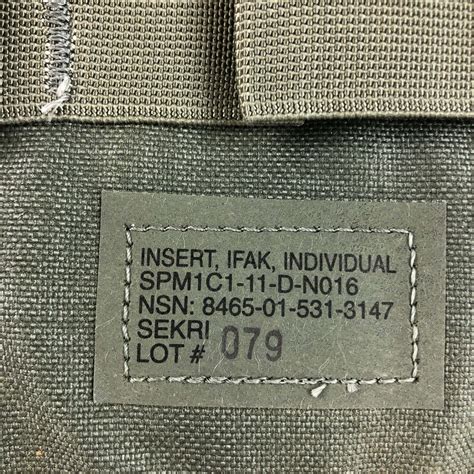 INSERT, IFAK, INDIVIDUAL
SPM1C1-11-D-N016
NSN: 8465-01-531-3147
SEKRI
LOT # 079